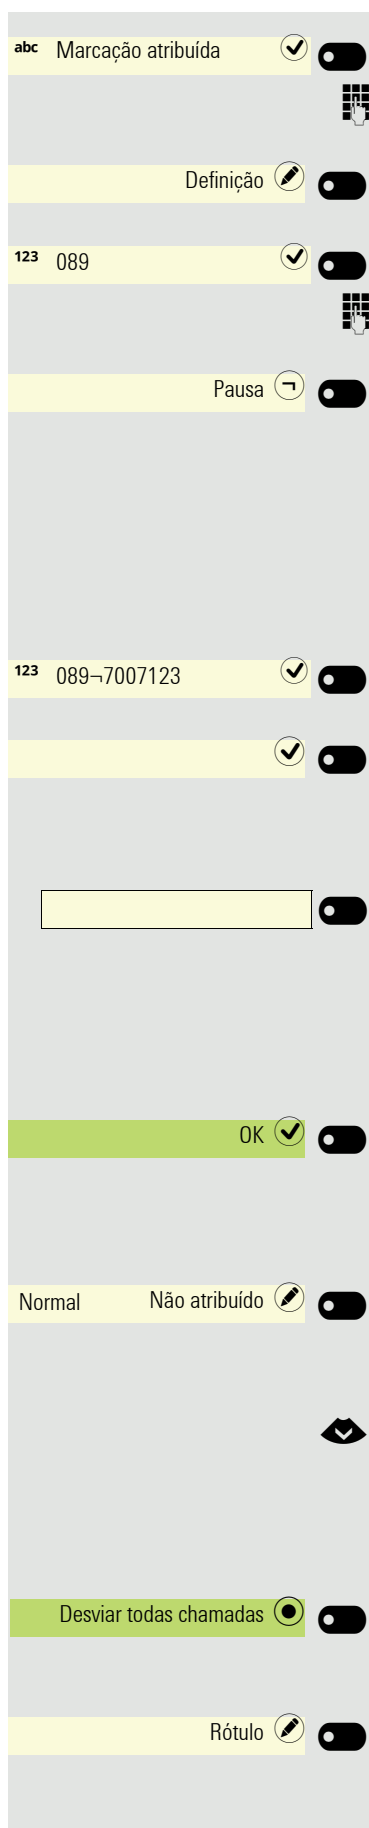 abc Marcação atribuída
Definição
123 089
Pausa
123 089¬7007123
OK
Normal Não atribuído
Desviar todas chamadas
Rótulo